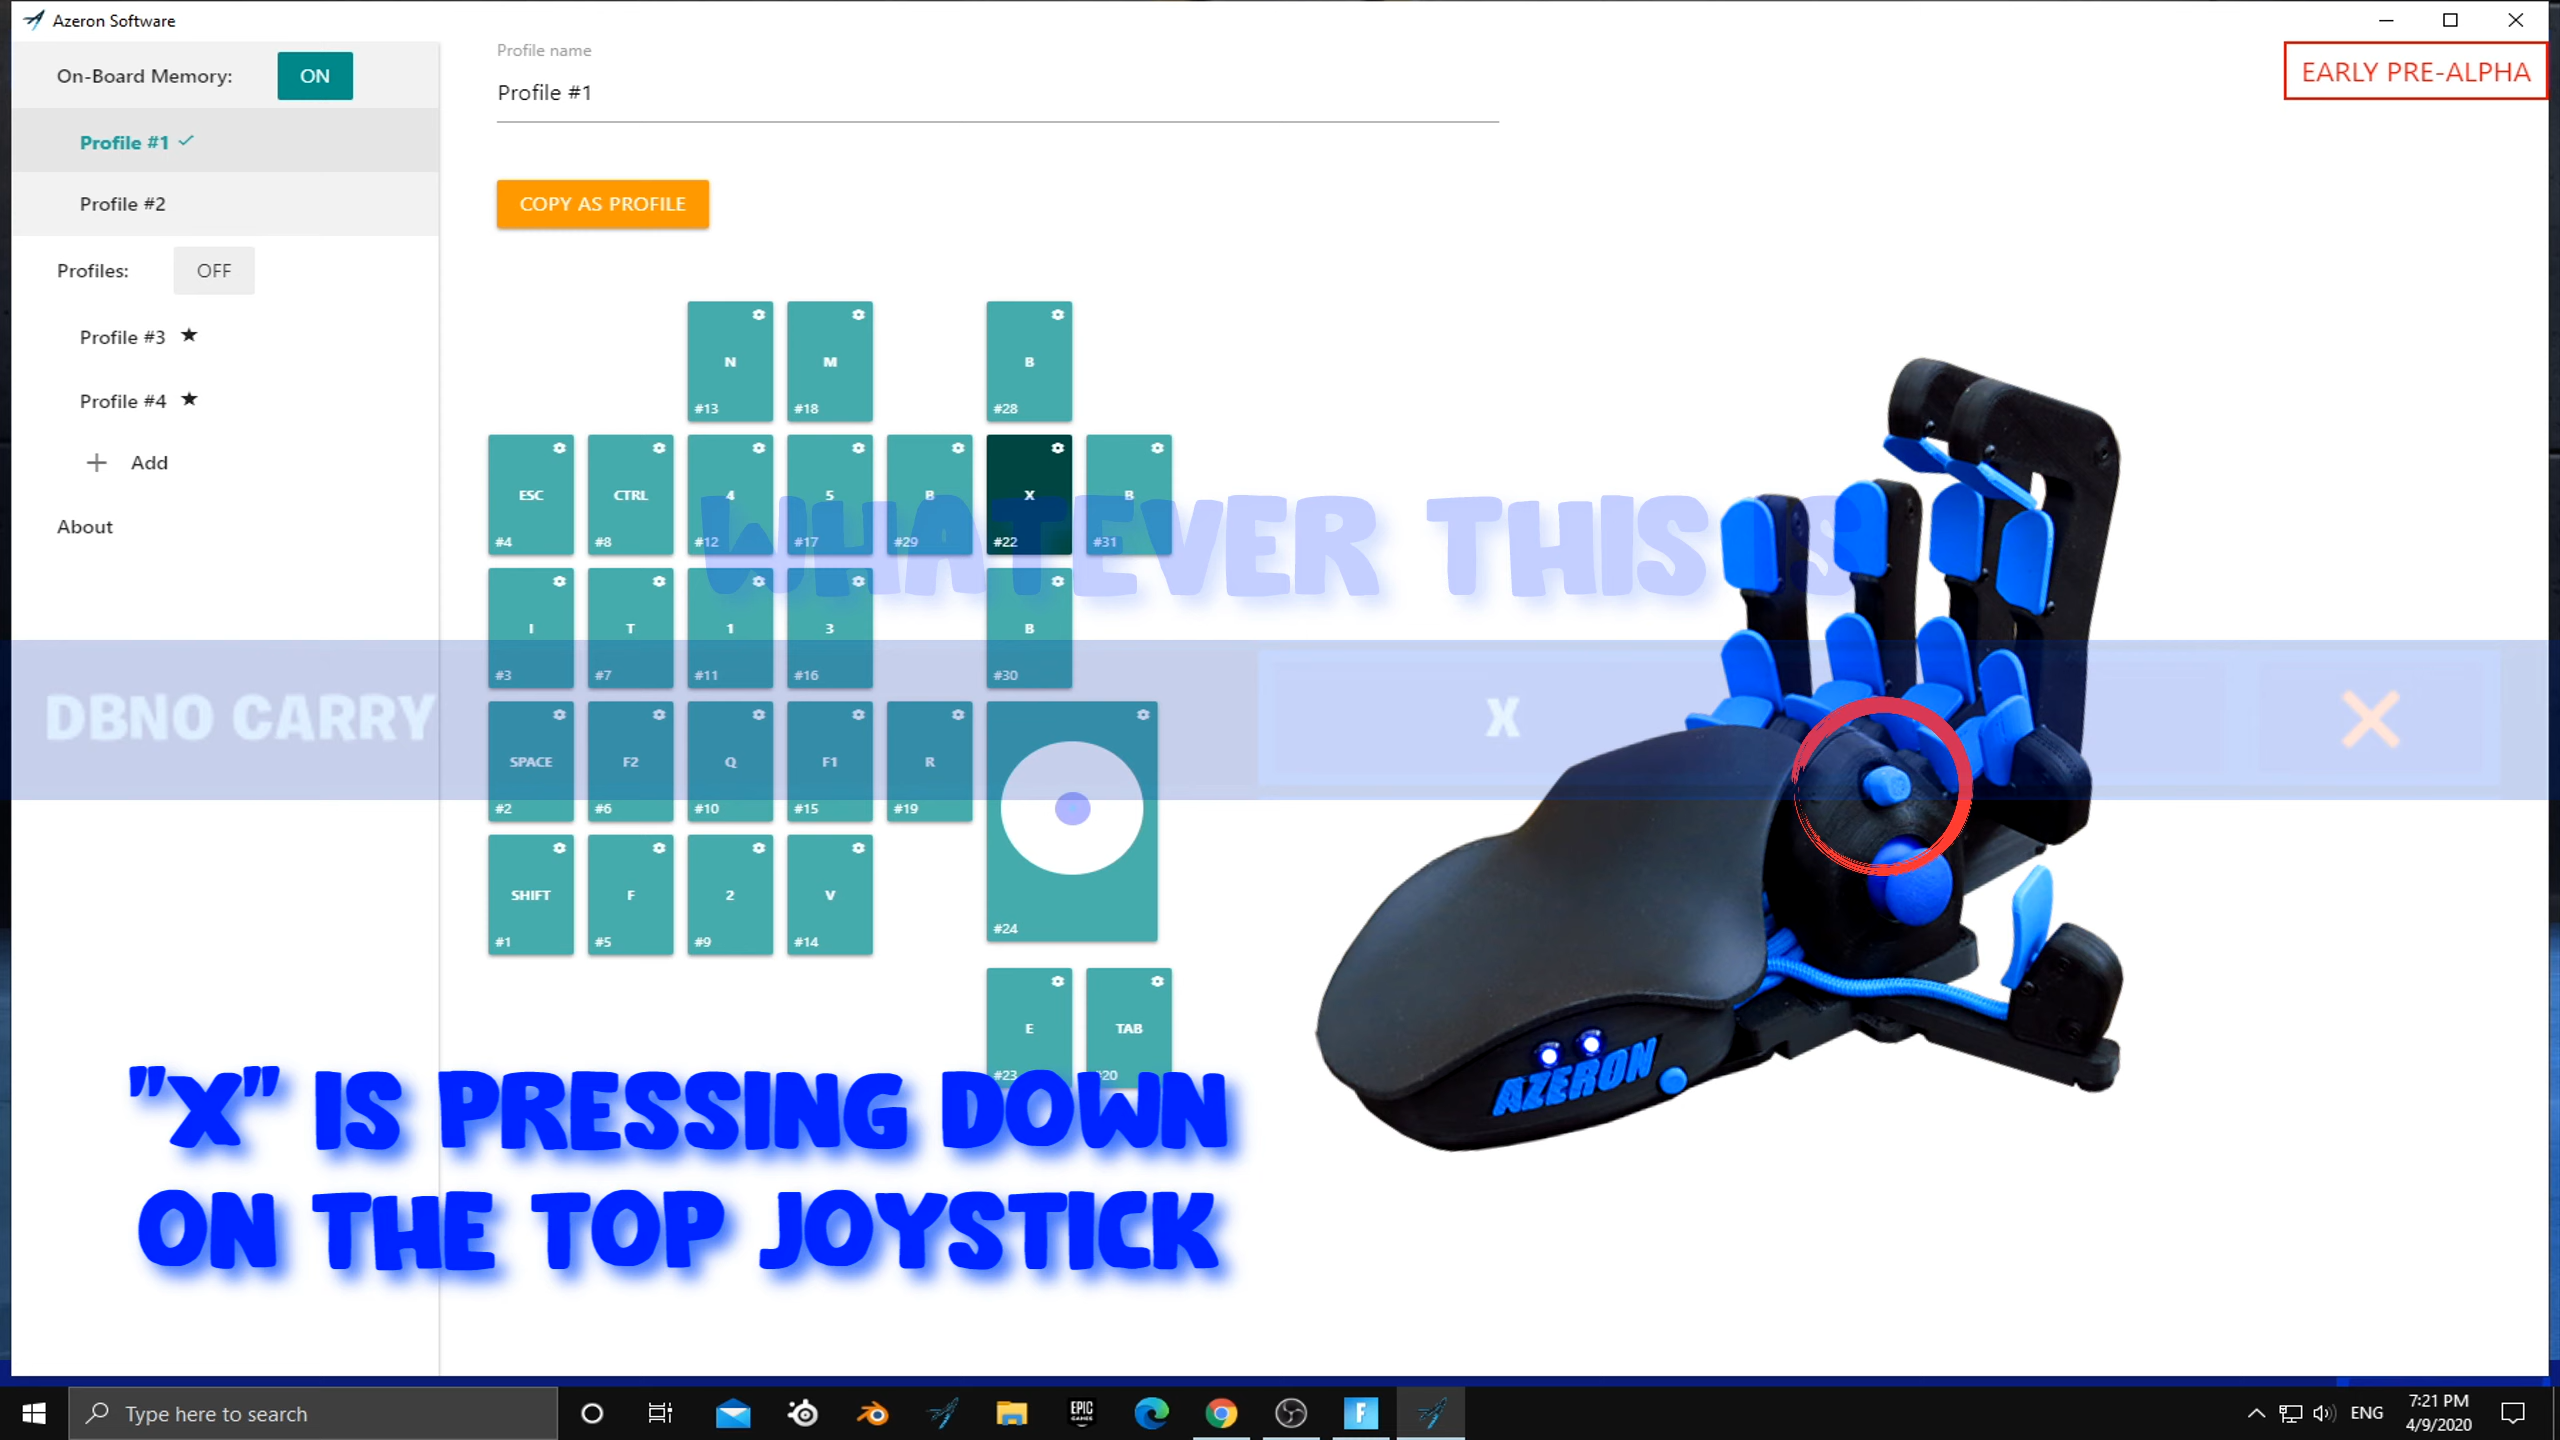 Azeron Software
On-Board Memory:
ON
Profile #1
Profile #2
Profiles:
OFF
Profile #3
Profile #4
Add
About
Profile name
Profile #1
COPY AS PROFILE
EARLY PRE-ALPHA
N
#13
M
#18
B
#28
ESC
#4
CTRL
#8
4
#12
5
#17
B
#29
X
#22
B
#31
WHATEVER THIS IS
I
#3
T
#7
1
#11
3
#16
B
#30
DBNO CARRY
X
SPACE
#2
F2
#6
Q
#10
F1
#15
R
#19
#24
SHIFT
#1
F
#5
2
#9
V
#14
E
#23
TAB
#20
AZERON
"X" IS PRESSING DOWN
ON THE TOP JOYSTICK
Type here to search
EPIC
GAMES
F
ENG
7:21 PM
4/9/2020